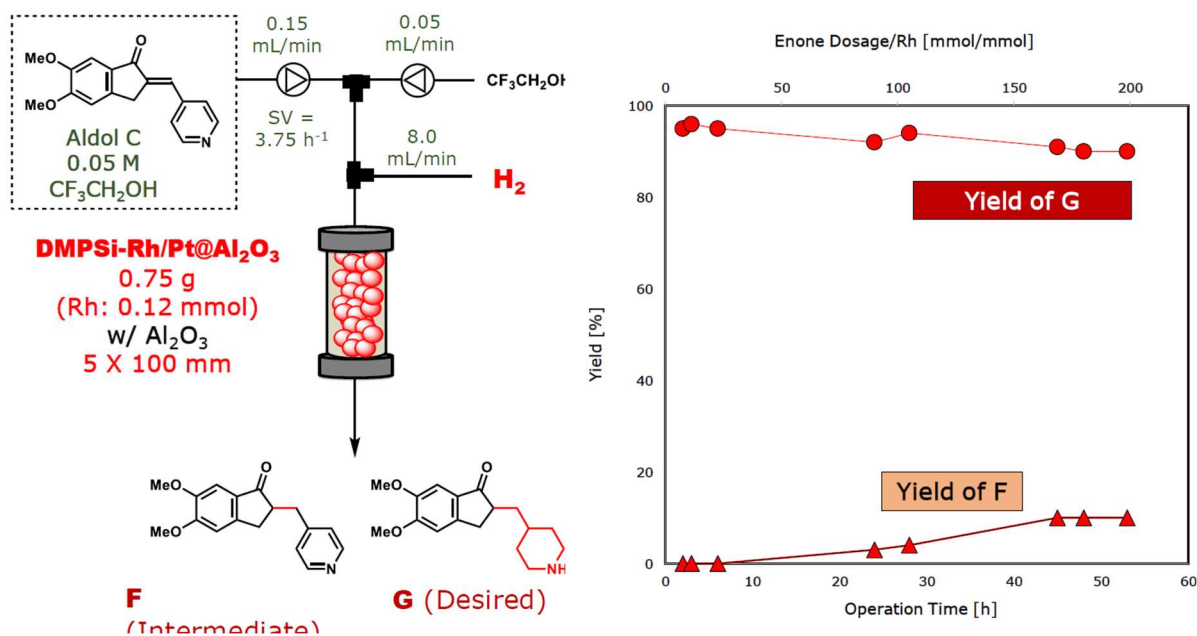 0.15
mL/min
0.05
mL/min
O
MeO
MeO
N
Aldol C
0.05 M
CF₃CH₂OH
SV =
3.75 h⁻¹
CF₃CH₂OH
8.0
mL/min
H₂
DMPSi-Rh/Pt@Al₂O₃
0.75 g
(Rh: 0.12 mmol)
w/ Al₂O₃
5 X 100 mm
O
MeO
MeO
N
F
(Intermediate)
O
MeO
MeO
NH
G (Desired)
Enone Dosage/Rh [mmol/mmol]
0 50 100 150 200
100
80
60
40
20
0
Yield [%]
Yield of G
Yield of F
0 10 20 30 40 50 60
Operation Time [h]